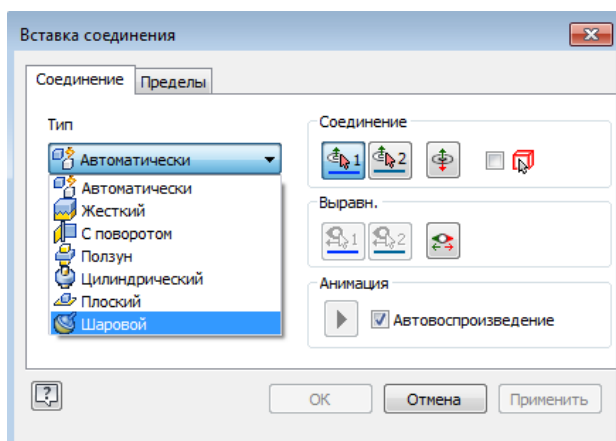 Вставка соединения
Соединение Пределы
Тип
Автоматически
Автоматически
Жесткий
С поворотом
Ползун
Цилиндрический
Плоский
Шаровой
Соединение
1 2
Выравн.
1 2
Анимация
Автовоспроизведение
? ОК Отмена Применить